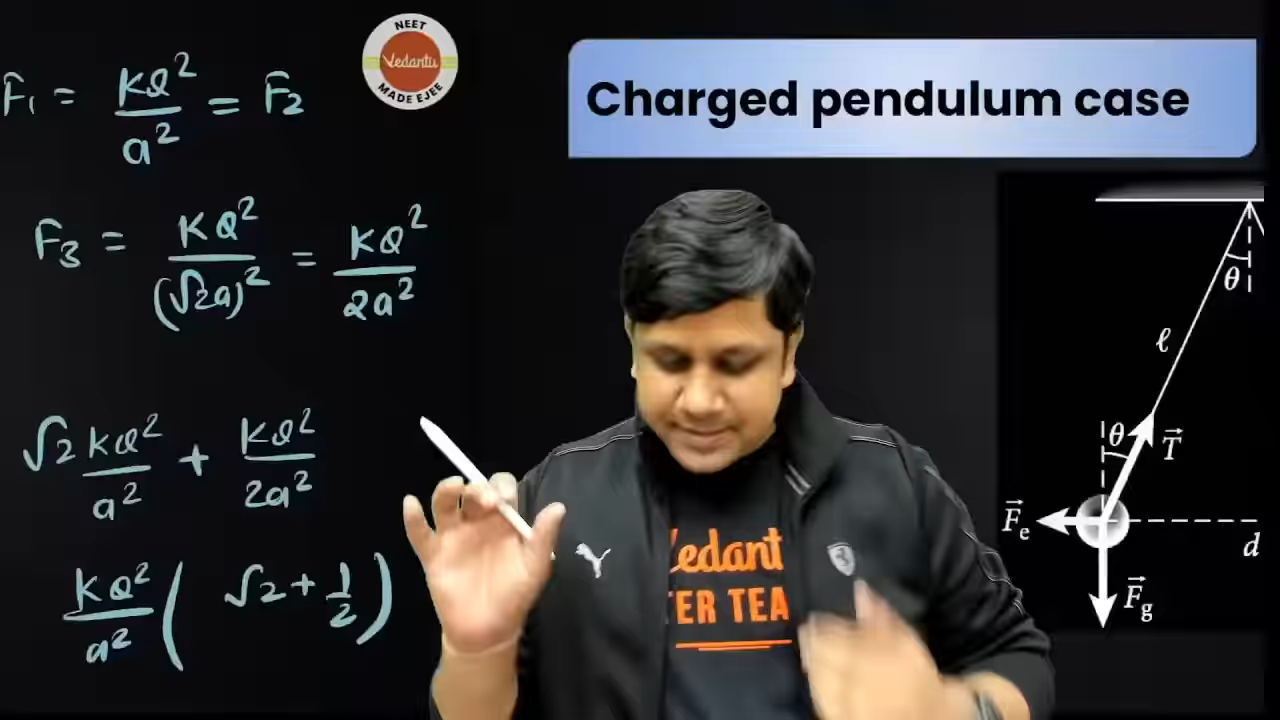 F₁ = KQ²/a² = F₂
F₃ = KQ²/(√2a)² = KQ²/2a²
√2 KQ²/a² + KQ²/2a²
KQ²/a² ( √2 + 1/2 )
NEET
Vedantu
MADE EJEE
Charged pendulum case
θ
ℓ
θ
T⃗
F⃗e
d
F⃗g
edant
TER TEA